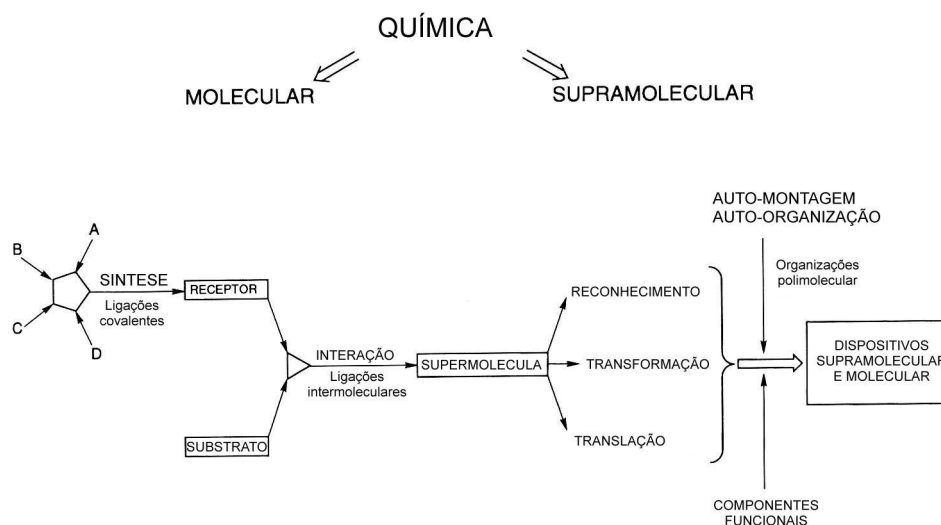 QUÍMICA
MOLECULAR
SUPRAMOLECULAR
A
B
C
D
SINTESE
Ligações
covalentes
RECEPTOR
SUBSTRATO
INTERAÇÃO
Ligações
intermoleculares
SUPERMOLECULA
RECONHECIMENTO
TRANSFORMAÇÃO
TRANSLAÇÃO
AUTO-MONTAGEM
AUTO-ORGANIZAÇÃO
Organizações
polimolecular
COMPONENTES
FUNCIONAIS
DISPOSITIVOS
SUPRAMOLECULAR
E MOLECULAR